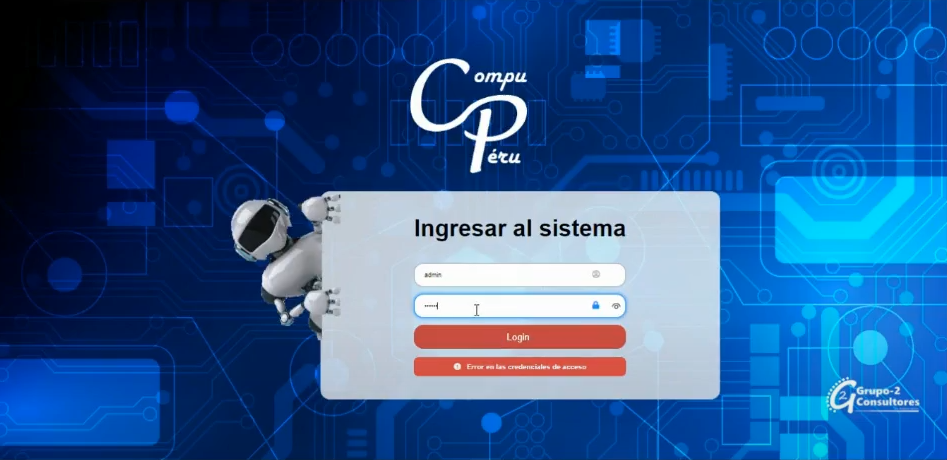 Compu
Péru
Ingresar al sistema
admin
Login
Error en las credenciales de acceso
Grupo-2
Consultores